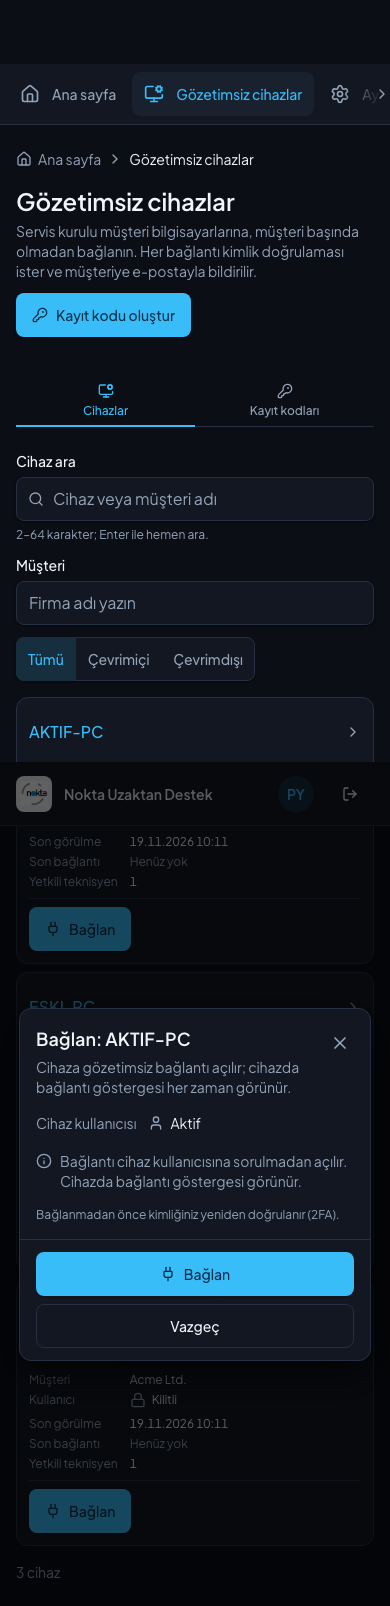 Ana sayfa
Gözetimsiz cihazlar
Ay
Ana sayfa
Gözetimsiz cihazlar
Gözetimsiz cihazlar
Servis kurulu müşteri bilgisayarlarına, müşteri başında
olmadan bağlanın. Her bağlantı kimlik doğrulaması
ister ve müşteriye e-postayla bildirilir.
Kayıt kodu oluştur
Cihazlar
Kayıt kodları
Cihaz ara
Cihaz veya müşteri adı
2–64 karakter; Enter ile hemen ara.
Müşteri
Firma adı yazın
Tümü
Çevrimiçi
Çevrimdışı
AKTIF-PC
nokta
Nokta Uzaktan Destek
PY
Son görülme
19.11.2026 10:11
Son bağlantı
Henüz yok
Yetkili teknisyen
1
Bağlan
ESKI-PC
Bağlan: AKTIF-PC
Cihaza gözetimsiz bağlantı açılır; cihazda
bağlantı göstergesi her zaman görünür.
Cihaz kullanıcısı
Aktif
Bağlantı cihaz kullanıcısına sorulmadan açılır.
Cihazda bağlantı göstergesi görünür.
Bağlanmadan önce kimliğiniz yeniden doğrulanır (2FA).
Bağlan
Vazgeç
Müşteri
Acme Ltd.
Kullanıcı
Kilitli
Son görülme
19.11.2026 10:11
Son bağlantı
Henüz yok
Yetkili teknisyen
1
Bağlan
3 cihaz